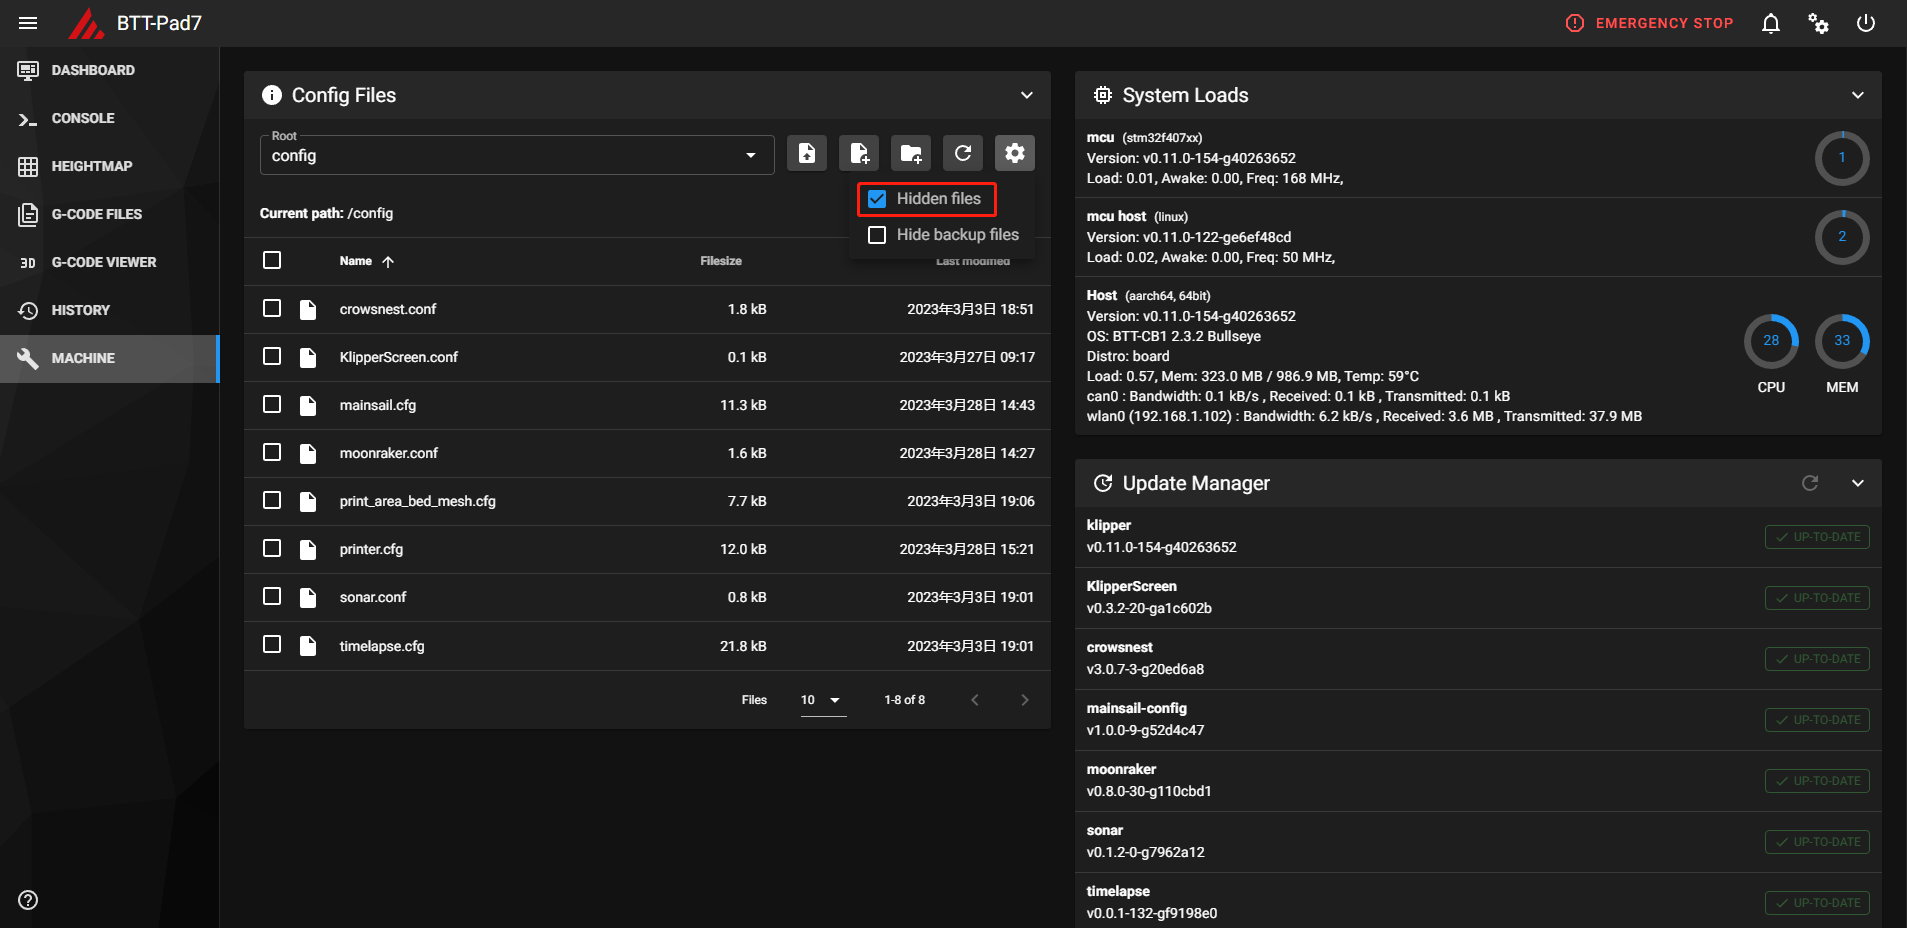 BTT-Pad7
EMERGENCY STOP
DASHBOARD
CONSOLE
HEIGHTMAP
G-CODE FILES
3D G-CODE VIEWER
HISTORY
MACHINE
Config Files
Root
config
Hidden files
Hide backup files
Current path: /config
Name Filesize Last modified
crowsnest.conf 1.8 kB 2023年3月3日 18:51
KlipperScreen.conf 0.1 kB 2023年3月27日 09:17
mainsail.cfg 11.3 kB 2023年3月28日 14:43
moonraker.conf 1.6 kB 2023年3月28日 14:27
print_area_bed_mesh.cfg 7.7 kB 2023年3月3日 19:06
printer.cfg 12.0 kB 2023年3月28日 15:21
sonar.conf 0.8 kB 2023年3月3日 19:01
timelapse.cfg 21.8 kB 2023年3月3日 19:01
Files 10 1-8 of 8
System Loads
mcu (stm32f407xx)
Version: v0.11.0-154-g40263652
Load: 0.01, Awake: 0.00, Freq: 168 MHz,
1
mcu host (linux)
Version: v0.11.0-122-ge6ef48cd
Load: 0.02, Awake: 0.00, Freq: 50 MHz,
2
Host (aarch64, 64bit)
Version: v0.11.0-154-g40263652
OS: BTT-CB1 2.3.2 Bullseye
Distro: board
Load: 0.57, Mem: 323.0 MB / 986.9 MB, Temp: 59°C
can0 : Bandwidth: 0.1 kB/s , Received: 0.1 kB , Transmitted: 0.1 kB
wlan0 (192.168.1.102) : Bandwidth: 6.2 kB/s , Received: 3.6 MB , Transmitted: 37.9 MB
28 33
CPU MEM
Update Manager
klipper
v0.11.0-154-g40263652
UP-TO-DATE
KlipperScreen
v0.3.2-20-ga1c602b
UP-TO-DATE
crowsnest
v3.0.7-3-g20ed6a8
UP-TO-DATE
mainsail-config
v1.0.0-9-g52d4c47
UP-TO-DATE
moonraker
v0.8.0-30-g110cbd1
UP-TO-DATE
sonar
v0.1.2-0-g7962a12
UP-TO-DATE
timelapse
v0.0.1-132-gf9198e0
UP-TO-DATE